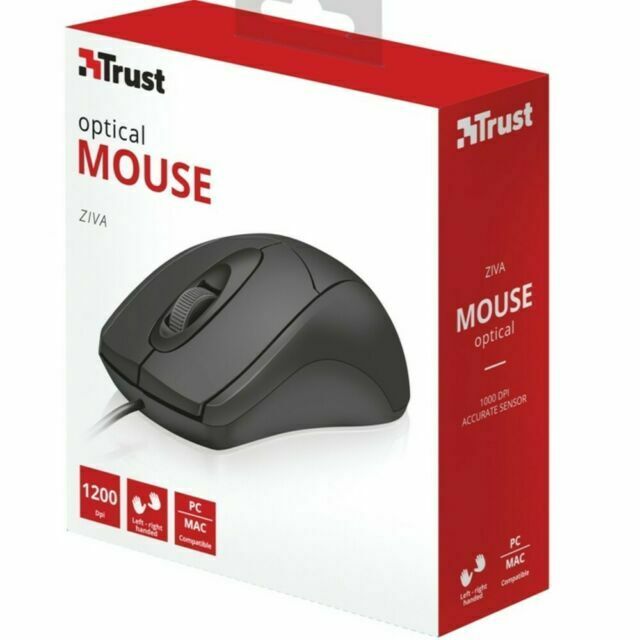 Trust
optical
MOUSE
ZIVA
1200
Dpi
Left - right
handed
PC
MAC
Compatible
Trust
ZIVA
MOUSE
optical
1000 DPI
ACCURATE SENSOR
Left - right
handed
PC
MAC
Compatible